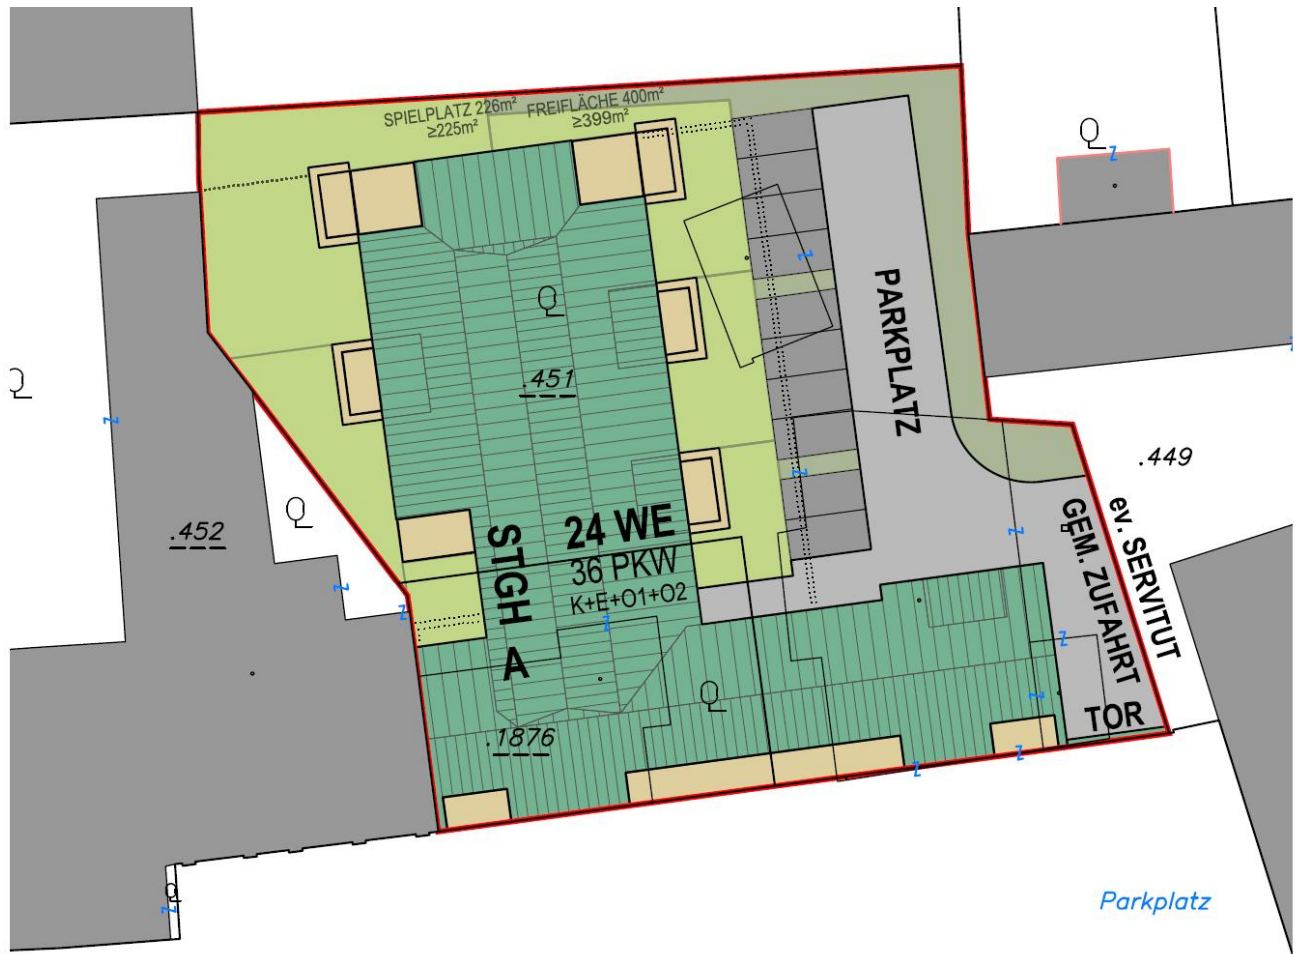 SPIELPLATZ 226m²
≥225m²
FREIFLÄCHE 400m²
≥399m²
PARKPLATZ
.451
.449
.452
24 WE
36 PKW
K+E+O1+O2
STGH A
GEM. ZUFAHRT
ev. SERVITUT
TOR
.1876
Parkplatz